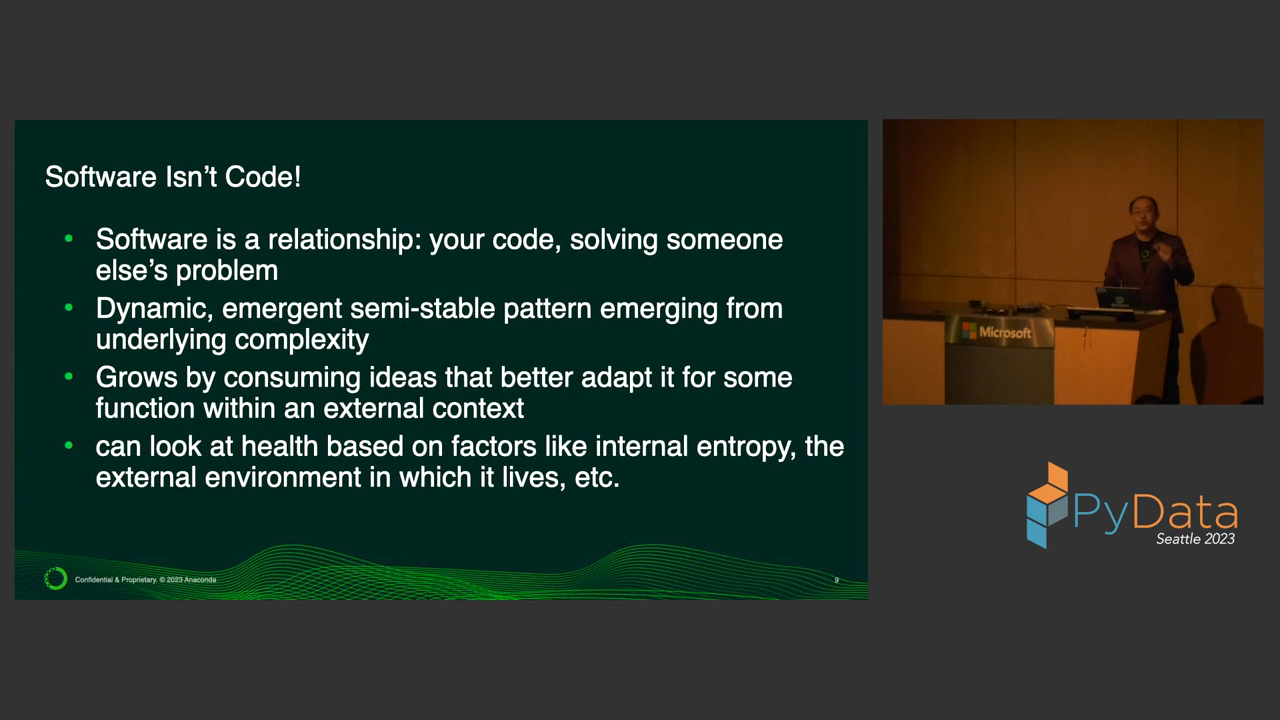 Software Isn't Code!
• Software is a relationship: your code, solving someone
else's problem
• Dynamic, emergent semi-stable pattern emerging from
underlying complexity
• Grows by consuming ideas that better adapt it for some
function within an external context
• can look at health based on factors like internal entropy, the
external environment in which it lives, etc.
Confidential & Proprietary. © 2023 Anaconda
9
Microsoft
PyData
Seattle 2023